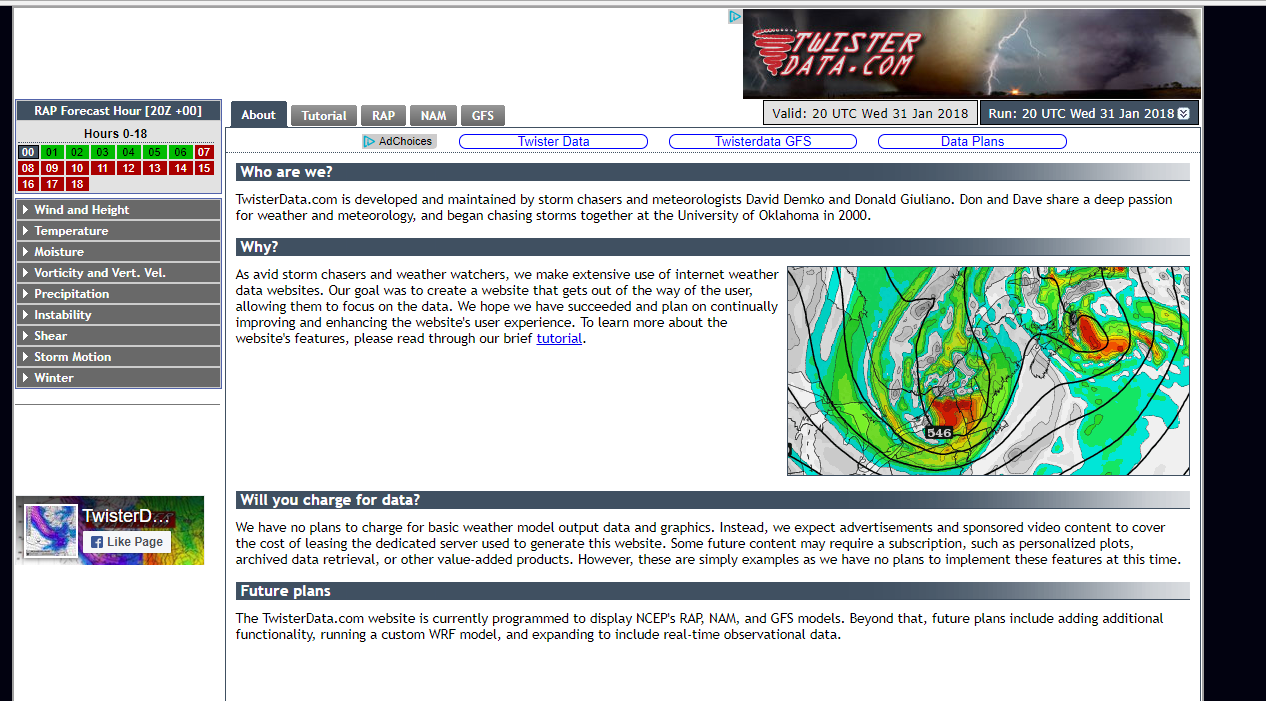 TWISTER
DATA.COM
RAP Forecast Hour [20Z +00]
Hours 0-18
00 01 02 03 04 05 06 07
08 09 10 11 12 13 14 15
16 17 18
Wind and Height
Temperature
Moisture
Vorticity and Vert. Vel.
Precipitation
Instability
Shear
Storm Motion
Winter
TwisterD...
Like Page
About Tutorial RAP NAM GFS
Valid: 20 UTC Wed 31 Jan 2018 Run: 20 UTC Wed 31 Jan 2018
AdChoices Twister Data Twisterdata GFS Data Plans
Who are we?
TwisterData.com is developed and maintained by storm chasers and meteorologists David Demko and Donald Giuliano. Don and Dave share a deep passion
for weather and meteorology, and began chasing storms together at the University of Oklahoma in 2000.
Why?
As avid storm chasers and weather watchers, we make extensive use of internet weather
data websites. Our goal was to create a website that gets out of the way of the user,
allowing them to focus on the data. We hope we have succeeded and plan on continually
improving and enhancing the website's user experience. To learn more about the
website's features, please read through our brief tutorial.
546
Will you charge for data?
We have no plans to charge for basic weather model output data and graphics. Instead, we expect advertisements and sponsored video content to cover
the cost of leasing the dedicated server used to generate this website. Some future content may require a subscription, such as personalized plots,
archived data retrieval, or other value-added products. However, these are simply examples as we have no plans to implement these features at this time.
Future plans
The TwisterData.com website is currently programmed to display NCEP's RAP, NAM, and GFS models. Beyond that, future plans include adding additional
functionality, running a custom WRF model, and expanding to include real-time observational data.